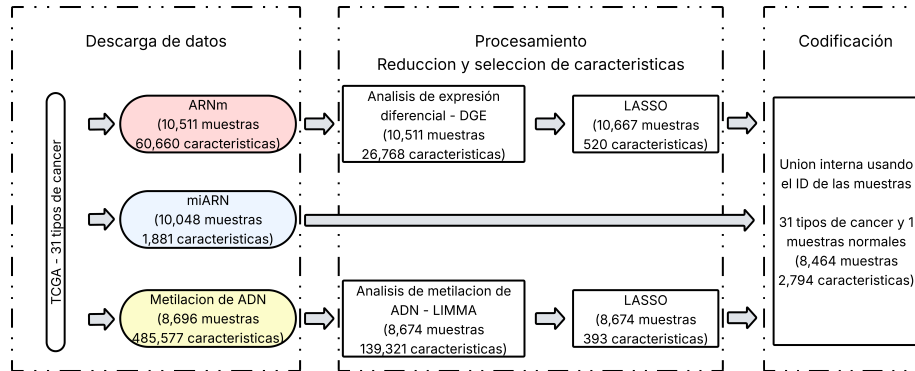 Descarga de datos
TCGA - 31 tipos de cancer
ARNm
(10,511 muestras
60,660 caracteristicas)
miARN
(10,048 muestras
1,881 caracteristicas)
Metilacion de ADN
(8,696 muestras
485,577 caracteristicas)
Procesamiento
Reduccion y seleccion de caracteristicas
Analisis de expresión
diferencial - DGE
(10,511 muestras
26,768 caracteristicas)
LASSO
(10,667 muestras
520 caracteristicas)
Analisis de metilacion de
ADN - LIMMA
(8,674 muestras
139,321 caracteristicas)
LASSO
(8,674 muestras
393 caracteristicas)
Codificación
Union interna usando
el ID de las muestras
31 tipos de cancer y 1
muestras normales
(8,464 muestras
2,794 caracteristicas)